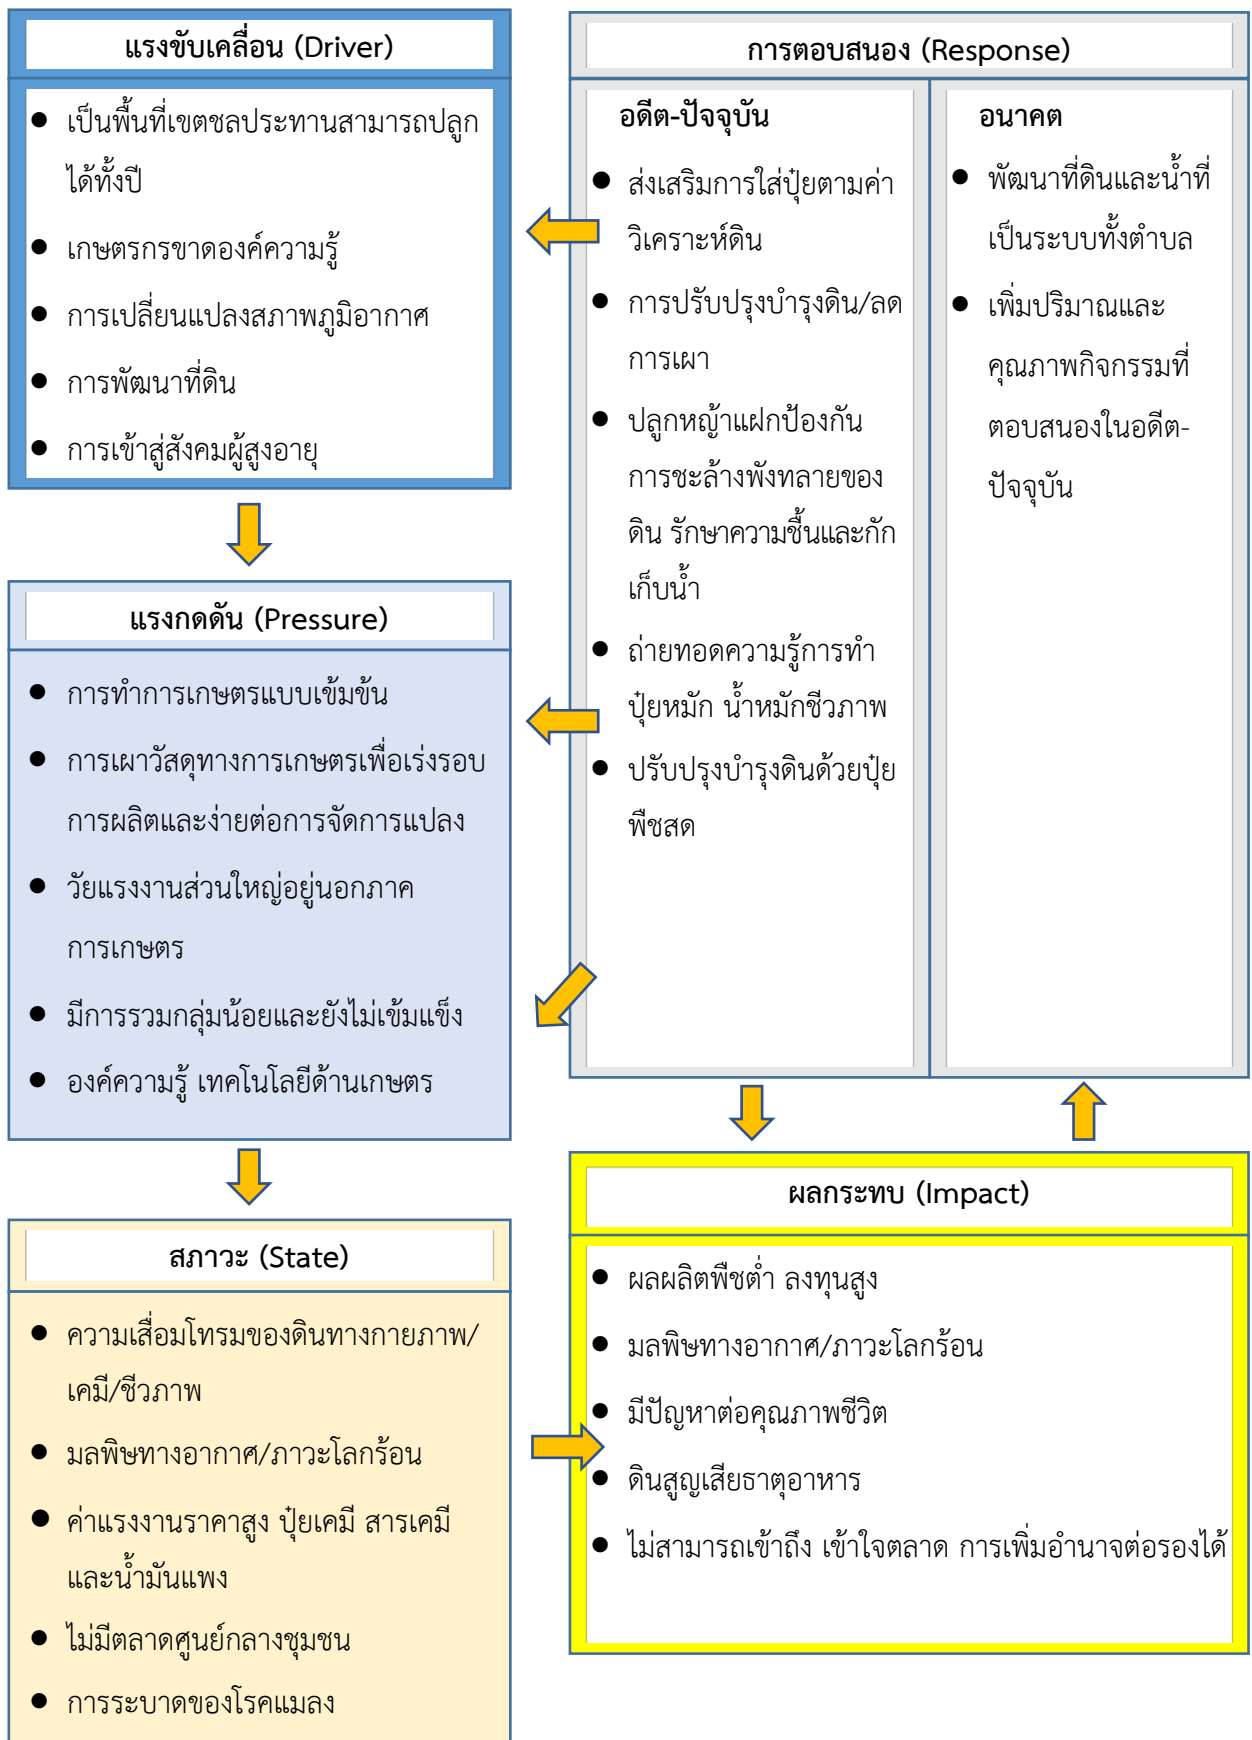 แรงขับเคลื่อน (Driver)
● เป็นพื้นที่เขตชลประทานสามารถปลูก
ได้ทั้งปี
● เกษตรกรขาดองค์ความรู้
● การเปลี่ยนแปลงสภาพภูมิอากาศ
● การพัฒนาที่ดิน
● การเข้าสู่สังคมผู้สูงอายุ
แรงกดดัน (Pressure)
● การทำการเกษตรแบบเข้มข้น
● การเผาวัสดุทางการเกษตรเพื่อเร่งรอบ
การผลิตและง่ายต่อการจัดการแปลง
● วัยแรงงานส่วนใหญ่อยู่นอกภาค
การเกษตร
● มีการรวมกลุ่มน้อยและยังไม่เข้มแข็ง
● องค์ความรู้ เทคโนโลยีด้านเกษตร
สภาวะ (State)
● ความเสื่อมโทรมของดินทางกายภาพ/
เคมี/ชีวภาพ
● มลพิษทางอากาศ/ภาวะโลกร้อน
● ค่าแรงงานราคาสูง ปุ๋ยเคมี สารเคมี
และน้ำมันแพง
● ไม่มีตลาดศูนย์กลางชุมชน
● การระบาดของโรคแมลง
การตอบสนอง (Response)
อดีต-ปัจจุบัน
● ส่งเสริมการใส่ปุ๋ยตามค่า
วิเคราะห์ดิน
● การปรับปรุงบำรุงดิน/ลด
การเผา
● ปลูกหญ้าแฝกป้องกัน
การชะล้างพังทลายของ
ดิน รักษาความชื้นและกัก
เก็บน้ำ
● ถ่ายทอดความรู้การทำ
ปุ๋ยหมัก น้ำหมักชีวภาพ
● ปรับปรุงบำรุงดินด้วยปุ๋ย
พืชสด
อนาคต
● พัฒนาที่ดินและน้ำที่
เป็นระบบทั้งตำบล
● เพิ่มปริมาณและ
คุณภาพกิจกรรมที่
ตอบสนองในอดีต-
ปัจจุบัน
ผลกระทบ (Impact)
● ผลผลิตพืชต่ำ ลงทุนสูง
● มลพิษทางอากาศ/ภาวะโลกร้อน
● มีปัญหาต่อคุณภาพชีวิต
● ดินสูญเสียธาตุอาหาร
● ไม่สามารถเข้าถึง เข้าใจตลาด การเพิ่มอำนาจต่อรองได้